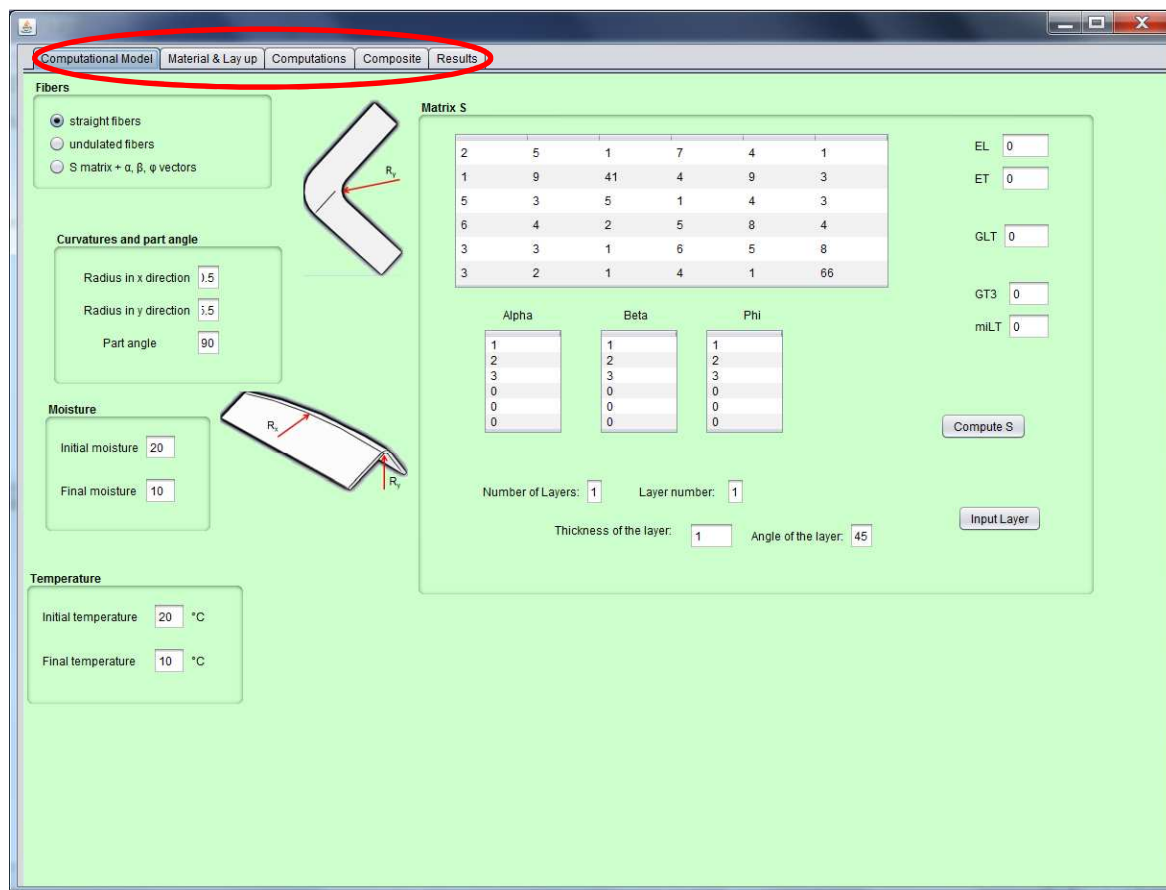 Computational Model Material & Lay up Computations Composite Results
Fibers
straight fibers
undulated fibers
S matrix + α, β, φ vectors
Ry
Curvatures and part angle
Radius in x direction
Radius in y direction
Part angle 90
Rx
Ry
Moisture
Initial moisture 20
Final moisture 10
Temperature
Initial temperature 20 °C
Final temperature 10 °C
Matrix S
2 5 1 7 4 1
1 9 41 4 9 3
5 3 5 1 4 3
6 4 2 5 8 4
3 3 1 6 5 8
3 2 1 4 1 66
EL 0
ET 0
GLT 0
GT3 0
miLT 0
Alpha Beta Phi
1 1 1
2 2 2
3 3 3
0 0 0
0 0 0
0 0 0
Compute S
Number of Layers: 1 Layer number: 1
Input Layer
Thickness of the layer: 1 Angle of the layer: 45